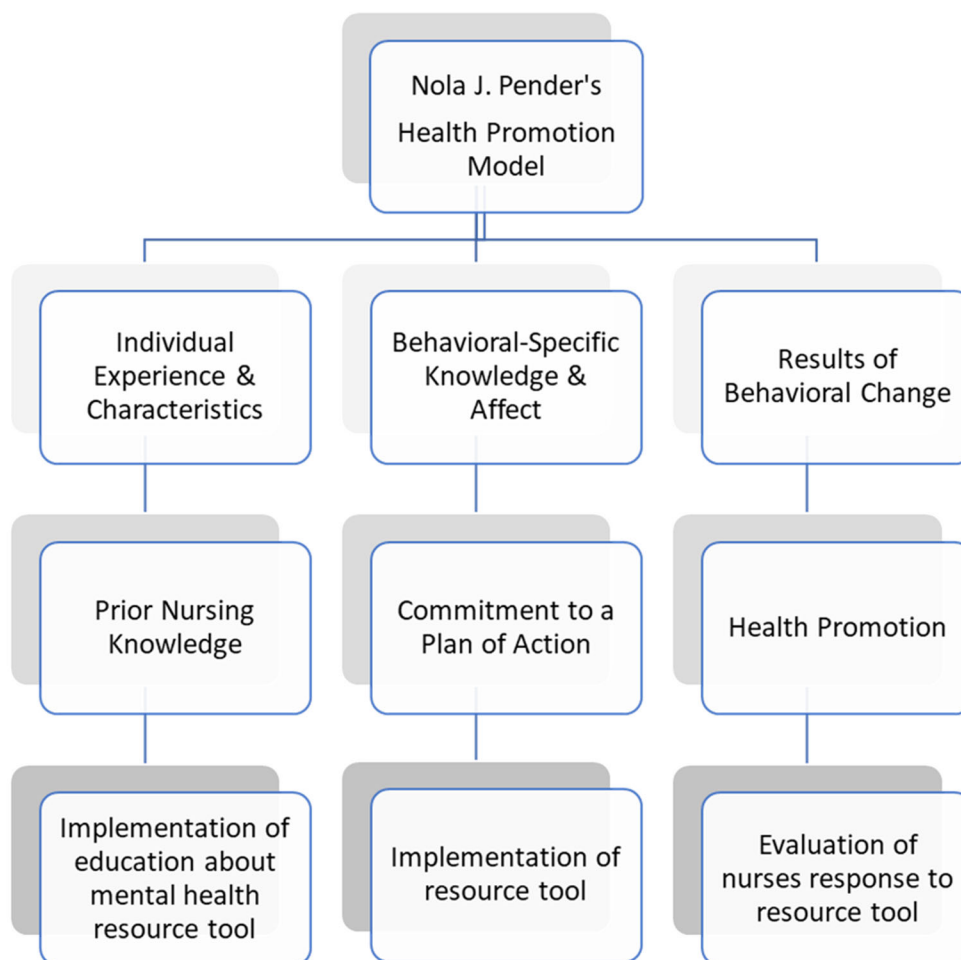 Nola J. Pender's
Health Promotion
Model
Individual
Experience &
Characteristics
Behavioral-Specific
Knowledge &
Affect
Results of
Behavioral Change
Prior Nursing
Knowledge
Commitment to a
Plan of Action
Health Promotion
Implementation of
education about
mental health
resource tool
Implementation of
resource tool
Evaluation of
nurses response to
resource tool